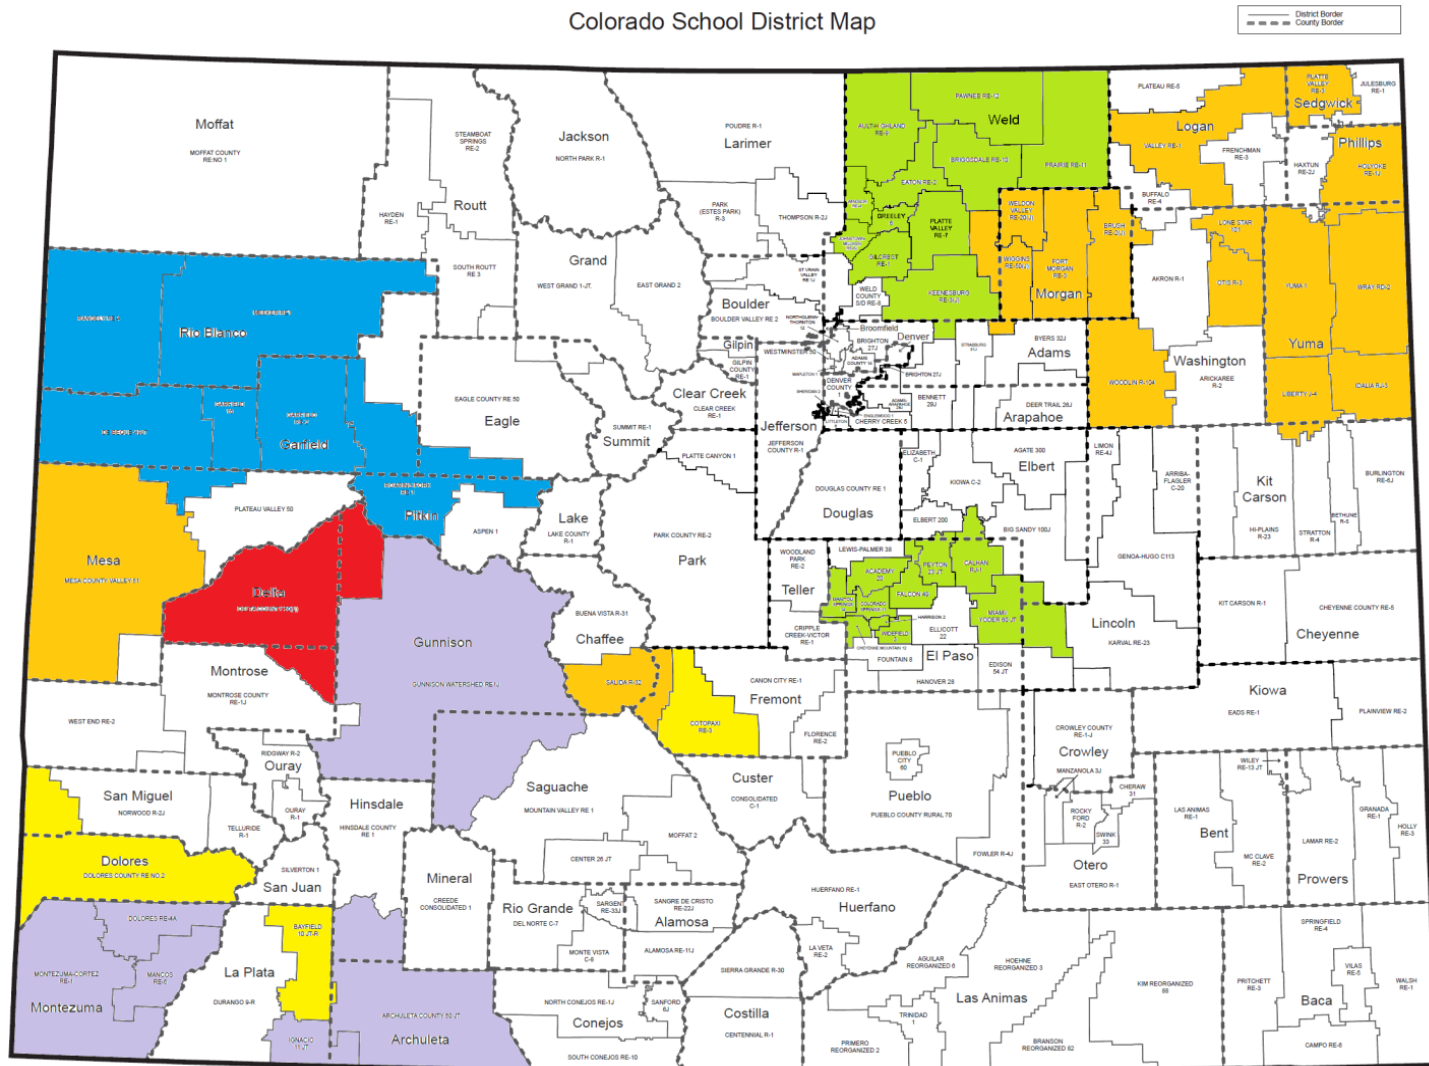 Colorado School District Map
District Border
County Border
Moffat
MOFFAT COUNTY
RE:NO 1
STEAMBOAT
SPRINGS
RE-2
Routt
HAYDEN
RE-1
SOUTH ROUTT
RE 3
Jackson
NORTH PARK R-1
POUDRE R-1
Larimer
PARK
(ESTES PARK)
R-3
THOMPSON R-2J
Grand
WEST GRAND 1-JT.
EAST GRAND 2
PAWNEE RE-12
Weld
BRIGGSDALE RE-10
PRAIRIE RE-11
EATON RE-2
GREELEY
6
PLATTE
VALLEY
RE-7
GILCREST
RE-1
KEENESBURG
RE-3(J)
WELD
COUNTY
S/D RE-8
ST VRAIN
VALLEY
RE 1J
Boulder
BOULDER VALLEY RE 2
Gilpin
GILPIN
COUNTY
RE-1
Clear Creek
CLEAR CREEK
RE-1
Broomfield
BRIGHTON
27J
Denver
WESTMINSTER 50
DENVER
COUNTY
1
BRIGHTON 27J
BENNETT
29J
CHERRY CREEK 5
STRASBURG
31J
BYERS 32J
Adams
DEER TRAIL 26J
Arapahoe
WELDON
VALLEY
RE-20(J)
BRUSH
RE-2(J)
WIGGINS
RE-50(J)
FORT
MORGAN
RE-3
Morgan
PLATEAU RE-5
Logan
VALLEY RE-1
FRENCHMAN
RE-3
BUFFALO
RE-4
PLATTE
VALLEY
RE-3
Sedgwick
JULESBURG
RE-1
Phillips
HAXTUN
RE-2J
HOLYOKE
RE-1J
LONE STAR
101
AKRON R-1
OTIS R-3
Washington
ARICKAREE
R-2
WOODLIN R-104
YUMA 1
WRAY RD-2
Yuma
LIBERTY J-4
IDALIA RJ-3
Rio Blanco
Garfield
GARFIELD
16
GARFIELD
RE-2
EAGLE COUNTY RE 50
Eagle
SUMMIT RE-1
Summit
PLATTE CANYON 1
Jefferson
JEFFERSON
COUNTY R-1
DOUGLAS COUNTY RE 1
Douglas
ELIZABETH
C-1
KIOWA C-2
AGATE 300
Elbert
ELBERT 200
BIG SANDY 100J
LIMON
RE-4J
ARRIBA-
FLAGLER
C-20
GENOA-HUGO C113
Lincoln
KARVAL RE-23
Kit
Carson
HI-PLAINS
R-23
STRATTON
R-4
BETHUNE
R-5
BURLINGTON
RE-6J
KIT CARSON R-1
CHEYENNE COUNTY RE-5
Cheyenne
PLATEAU VALLEY 50
Mesa
MESA COUNTY VALLEY 51
Delta
Pitkin
ASPEN 1
Lake
LAKE COUNTY
R-1
PARK COUNTY RE-2
Park
BUENA VISTA R-31
Chaffee
SALIDA R-32
Gunnison
GUNNISON WATERSHED RE1J
Montrose
MONTROSE COUNTY
RE-1J
WEST END RE-2
WOODLAND
PARK
RE-2
Teller
CRIPPLE
CREEK-VICTOR
RE-1
LEWIS-PALMER 38
ACADEMY
20
PEYTON
23 JT
CALHAN
RJ-1
FALCON 49
COLORADO
SPRINGS 11
HARRISON 2
WIDEFIELD
3
CHEYENNE MOUNTAIN 12
ELLICOTT
22
MIAMI-
YODER 60 JT
FOUNTAIN 8
El Paso
HANOVER 28
EDISON
54 JT
CANON CITY RE-1
Fremont
COTOPAXI
RE-3
FLORENCE
RE-2
Kiowa
EADS RE-1
PLAINVIEW RE-2
CROWLEY COUNTY
RE-1-J
Crowley
PUEBLO
CITY
60
Pueblo
PUEBLO COUNTY RURAL 70
FOWLER R-4J
MANZANOLA 3J
CHERAW
31
ROCKY
FORD
R-2
SWINK
33
Otero
EAST OTERO R-1
LAS ANIMAS
RE-1
Bent
MC CLAVE
RE-2
WILEY
RE-13 JT
LAMAR RE-2
Prowers
GRANADA
RE-1
HOLLY
RE-3
RIDGWAY R-2
Ouray
OURAY
R-1
San Miguel
NORWOOD R-2J
TELLURIDE
R-1
Hinsdale
HINSDALE COUNTY
RE 1
Saguache
MOUNTAIN VALLEY RE 1
MOFFAT 2
CENTER 26 JT
Custer
CONSOLIDATED
C-1
Dolores
DOLORES COUNTY RE NO.2
SILVERTON 1
San Juan
Mineral
CREEDE
CONSOLIDATED 1
Rio Grande
DEL NORTE C-7
SARGENT
RE-33J
MONTE VISTA
C-8
SANGRE DE CRISTO
RE-22J
Alamosa
ALAMOSA RE-11J
HUERFANO RE-1
Huerfano
LA VETA
RE-2
DOLORES RE-4A
MONTEZUMA-CORTEZ
RE-1
MANCOS
RE-6
Montezuma
La Plata
DURANGO 9-R
BAYFIELD
10 JT-R
IGNACIO
11 JT
ARCHULETA COUNTY 50 JT
Archuleta
NORTH CONEJOS RE-1J
SANFORD
6J
Conejos
SOUTH CONEJOS RE-10
SIERRA GRANDE R-30
Costilla
CENTENNIAL R-1
AGUILAR
REORGANIZED 6
HOEHNE
REORGANIZED 3
Las Animas
TRINIDAD
1
PRIMERO
REORGANIZED 2
BRANSON
REORGANIZED 82
KIM REORGANIZED
88
PRITCHETT
RE-3
SPRINGFIELD
RE-4
VILAS
RE-5
WALSH
RE-1
Baca
CAMPO RE-6